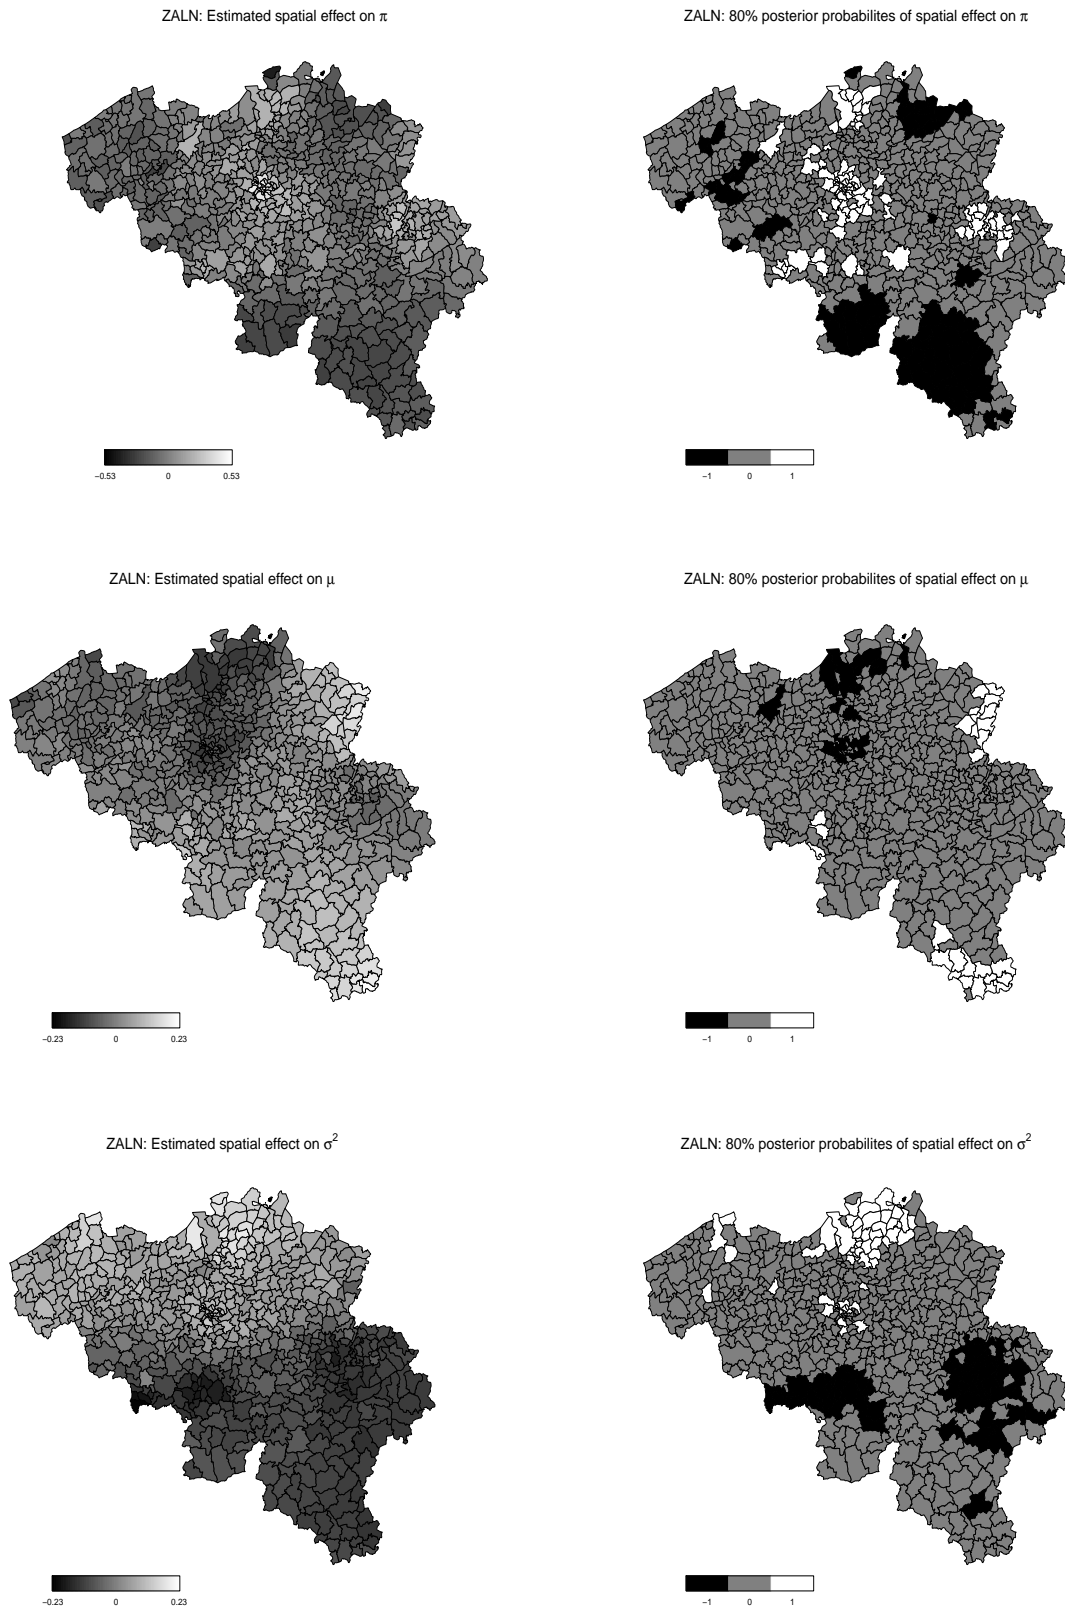 ZALN: Estimated spatial effect on π
ZALN: 80% posterior probabilites of spatial effect on π
−0.53 0 0.53
−1 0 1
ZALN: Estimated spatial effect on μ
ZALN: 80% posterior probabilites of spatial effect on μ
−0.23 0 0.23
−1 0 1
ZALN: Estimated spatial effect on σ²
ZALN: 80% posterior probabilites of spatial effect on σ²
−0.23 0 0.23
−1 0 1